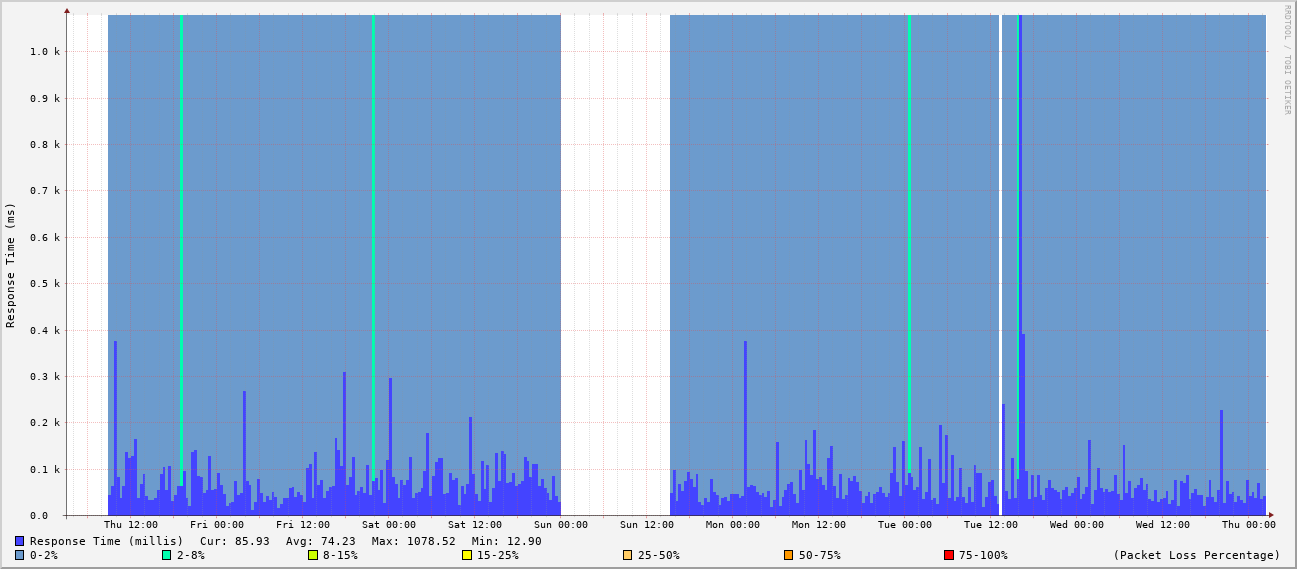 RRDTOOL / TOBI OETIKER
Response Time (ms)
1.0 k
0.9 k
0.8 k
0.7 k
0.6 k
0.5 k
0.4 k
0.3 k
0.2 k
0.1 k
0.0
Thu 12:00 Fri 00:00 Fri 12:00 Sat 00:00 Sat 12:00 Sun 00:00 Sun 12:00 Mon 00:00 Mon 12:00 Tue 00:00 Tue 12:00 Wed 00:00 Wed 12:00 Thu 00:00
Response Time (millis) Cur: 85.93 Avg: 74.23 Max: 1078.52 Min: 12.90
0-2% 2-8% 8-15% 15-25% 25-50% 50-75% 75-100% (Packet Loss Percentage)